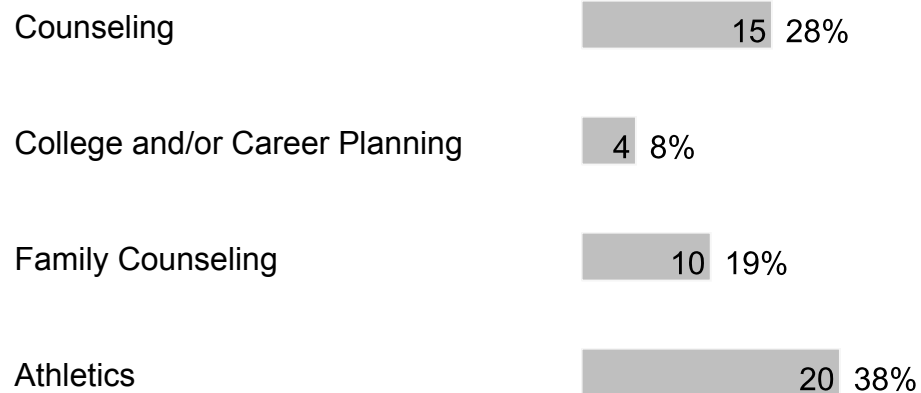 Counseling 15 28%
College and/or Career Planning 4 8%
Family Counseling 10 19%
Athletics 20 38%